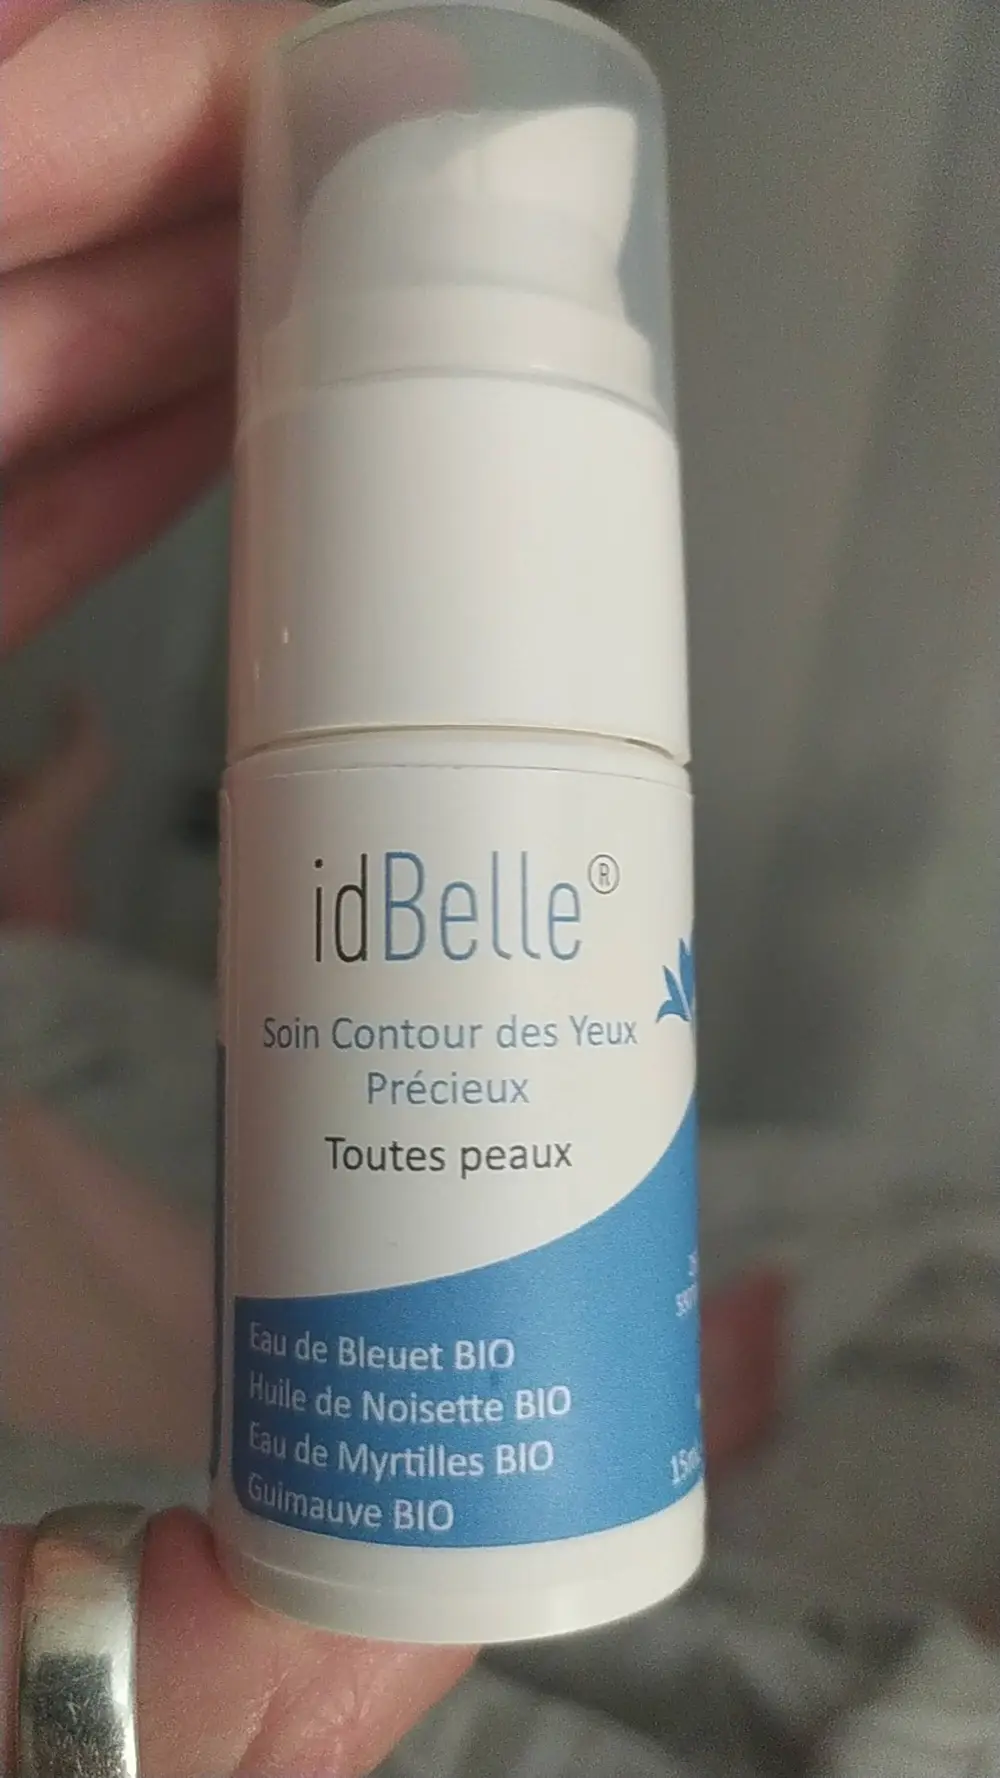 idBelle®
Soin Contour des Yeux
Précieux
Toutes peaux
Eau de Bleuet BIO
Huile de Noisette BIO
Eau de Myrtilles BIO
Guimauve BIO